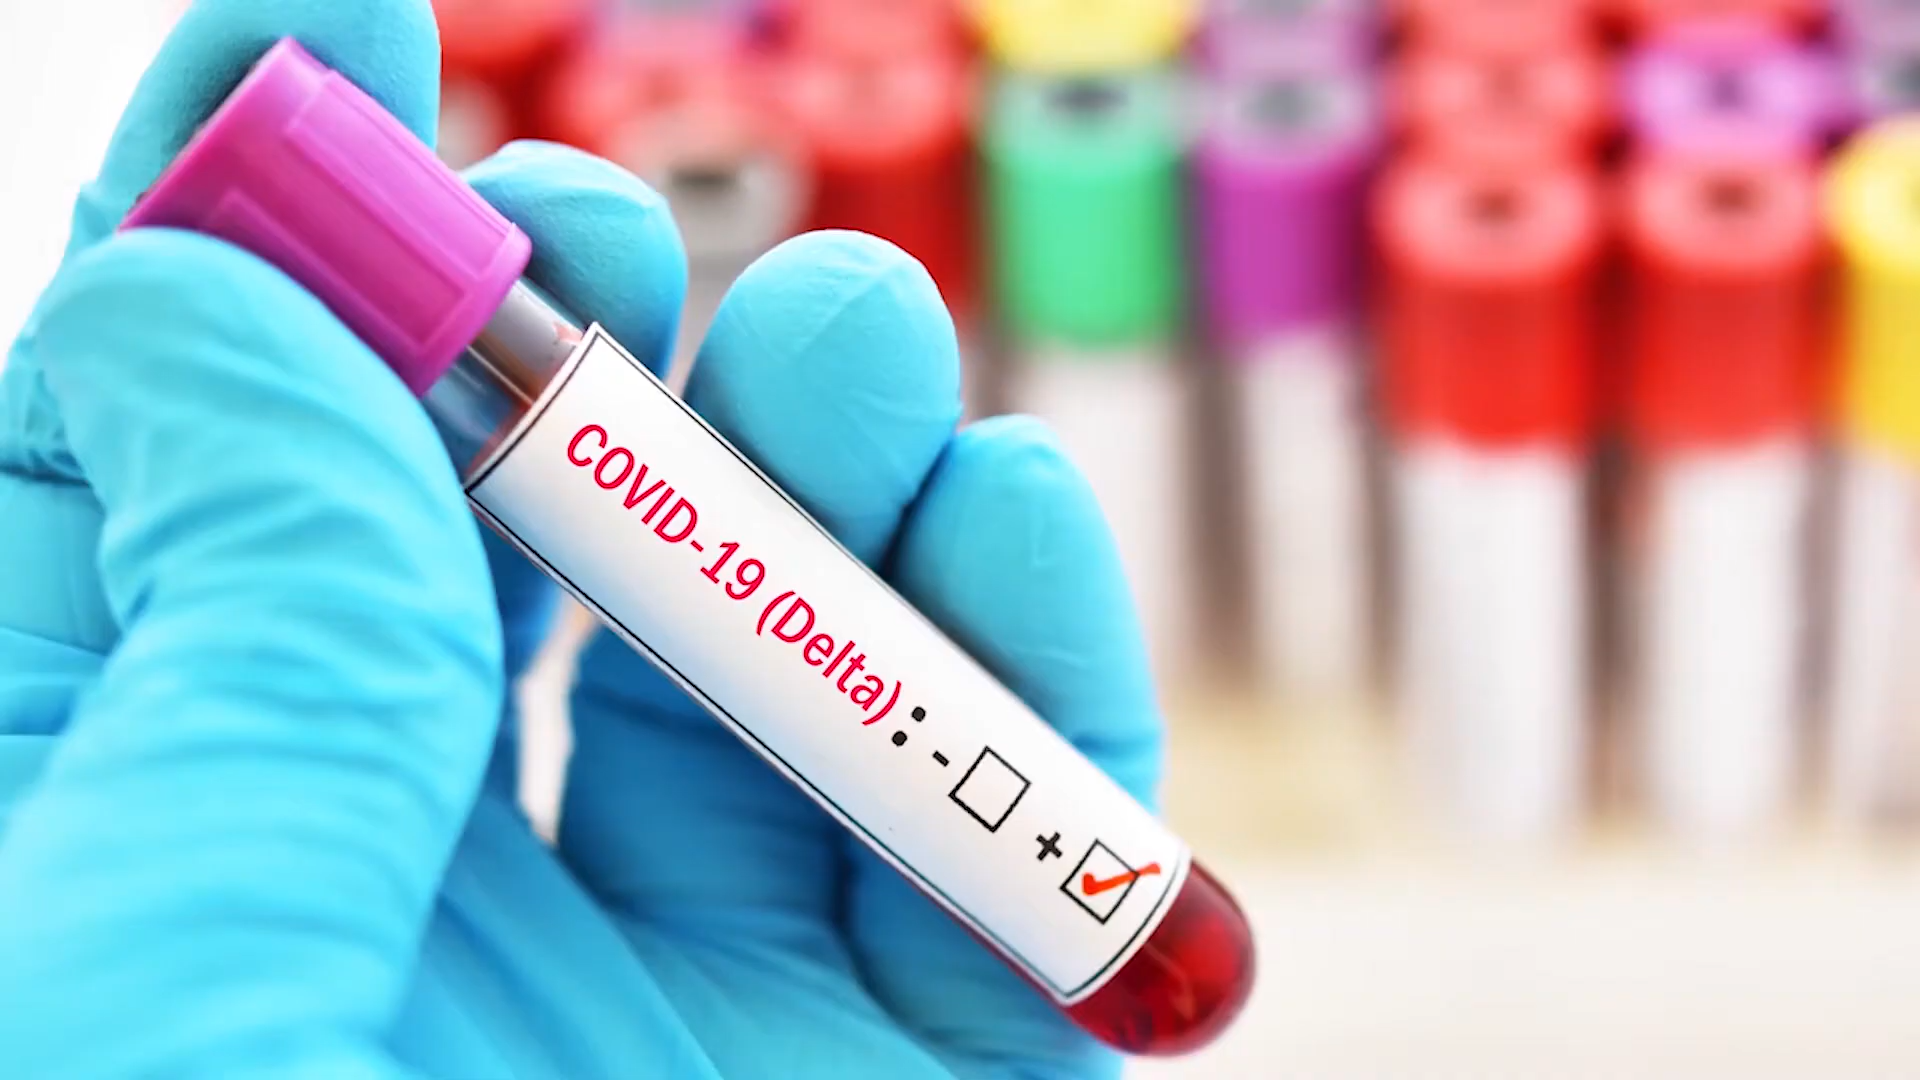 COVID-19 (Delta) : - ☐
+ ☑